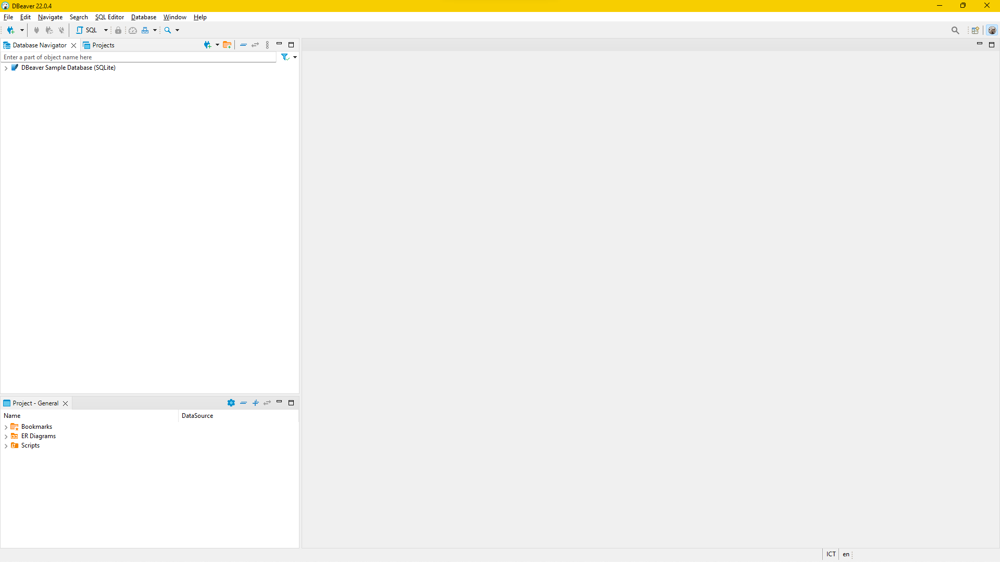 DBeaver 22.0.4
File Edit Navigate Search SQL Editor Database Window Help
SQL
Database Navigator Projects
Enter a part of object name here
DBeaver Sample Database (SQLite)
Project - General
Name DataSource
Bookmarks
ER Diagrams
Scripts
ICT en